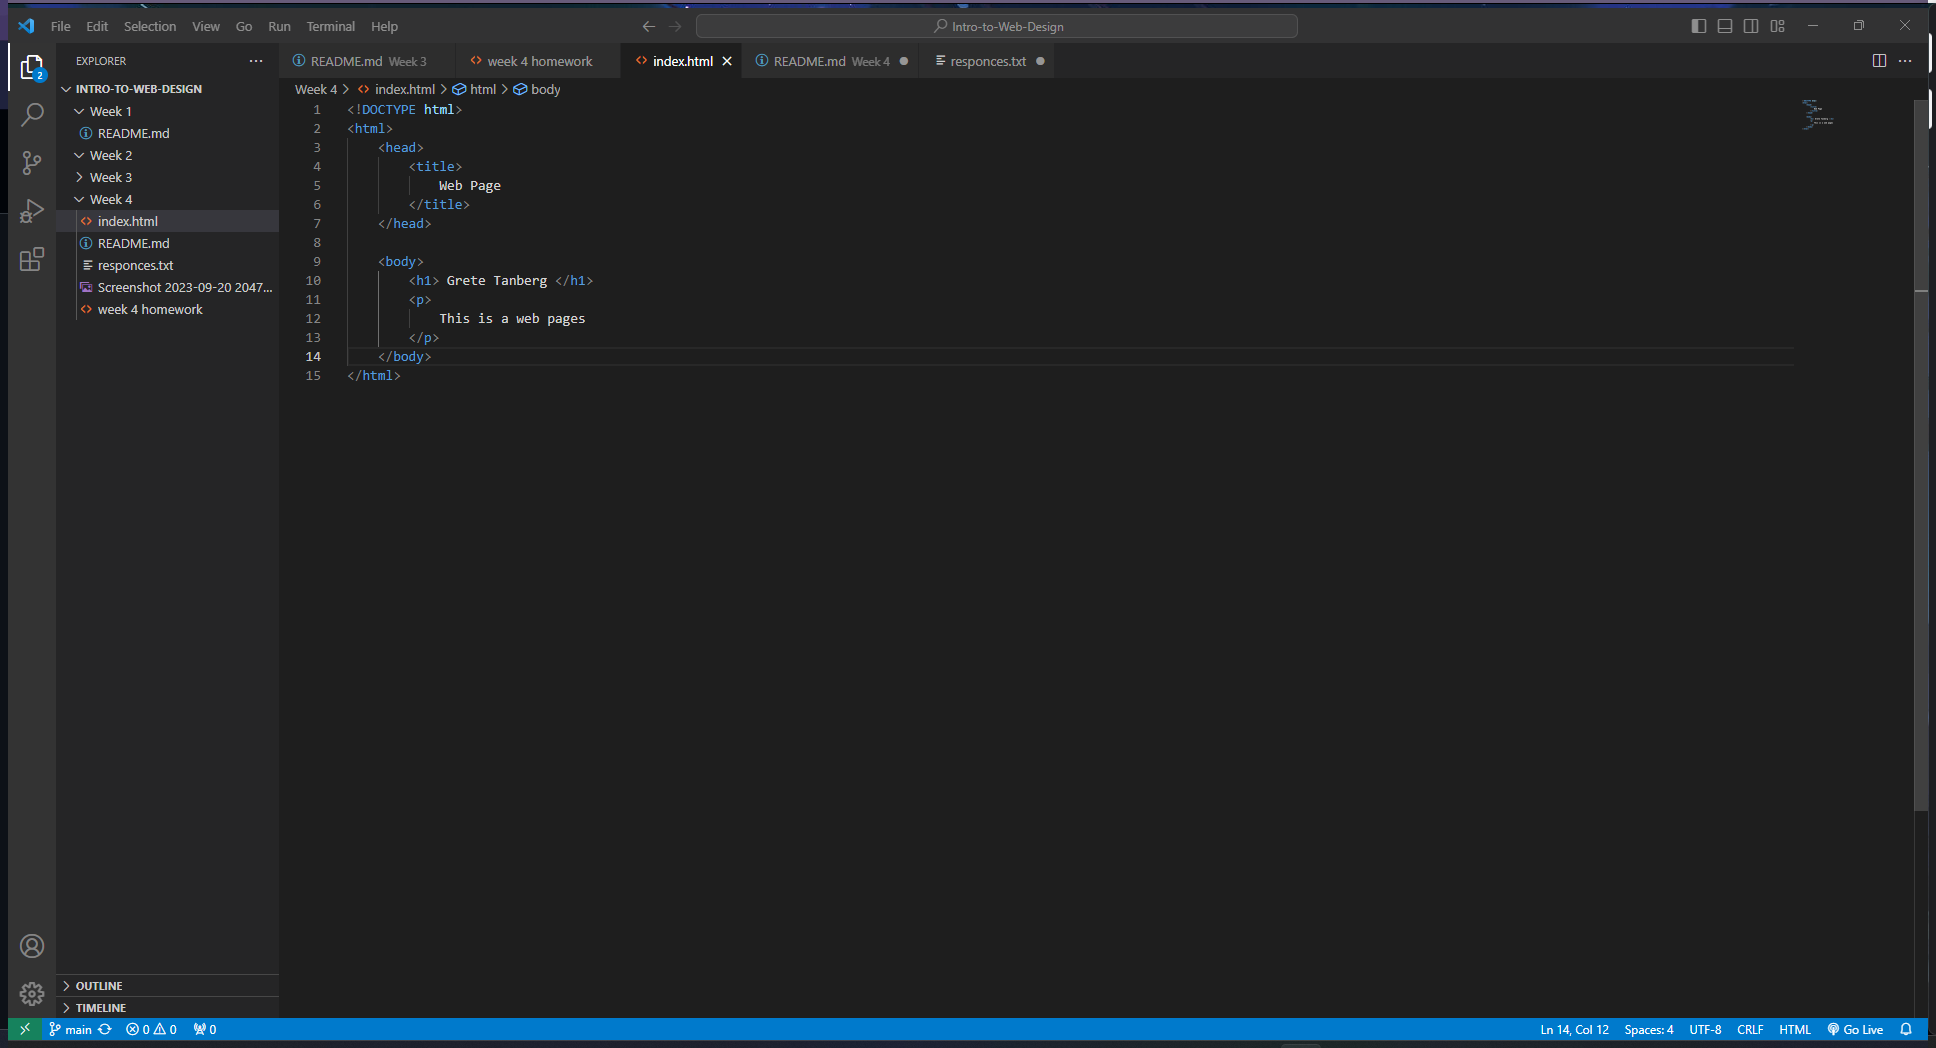 File Edit Selection View Go Run Terminal Help
Intro-to-Web-Design
EXPLORER
README.md Week 3
week 4 homework
index.html
README.md Week 4
responces.txt
2
INTRO-TO-WEB-DESIGN
Week 1
README.md
Week 2
Week 3
Week 4
index.html
README.md
responces.txt
Screenshot 2023-09-20 2047...
week 4 homework
Week 4 > index.html > html > body
1 <!DOCTYPE html>
2 <html>
3 <head>
4 <title>
5 Web Page
6 </title>
7 </head>
8
9 <body>
10 <h1> Grete Tanberg </h1>
11 <p>
12 This is a web pages
13 </p>
14 </body>
15 </html>
OUTLINE
TIMELINE
main 0 0 0 Ln 14, Col 12 Spaces: 4 UTF-8 CRLF HTML Go Live